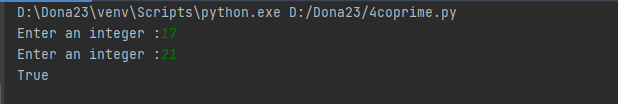 D:\Dona23\venv\Scripts\python.exe D:/Dona23/4coprime.py
Enter an integer :17
Enter an integer :21
True